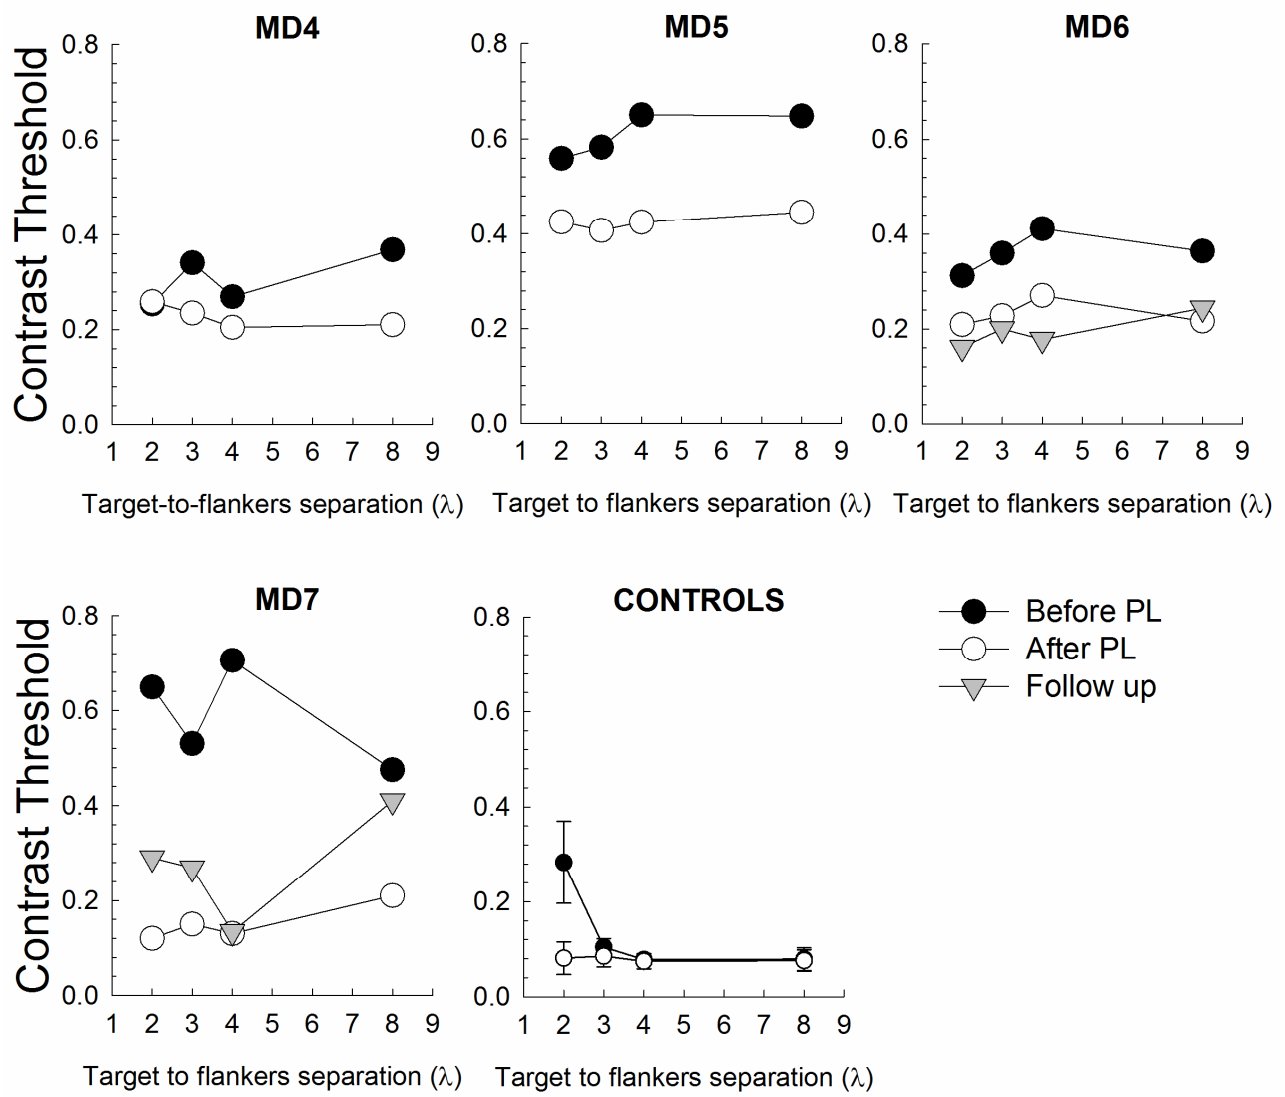 MD4
MD5
MD6
Contrast Threshold
0.8
0.6
0.4
0.2
0.0
1 2 3 4 5 6 7 8 9
Target-to-flankers separation (λ)
0.8
0.6
0.4
0.2
0.0
1 2 3 4 5 6 7 8 9
Target to flankers separation (λ)
0.8
0.6
0.4
0.2
0.0
1 2 3 4 5 6 7 8 9
Target to flankers separation (λ)
MD7
CONTROLS
Contrast Threshold
0.8
0.6
0.4
0.2
0.0
1 2 3 4 5 6 7 8 9
Target to flankers separation (λ)
0.8
0.6
0.4
0.2
0.0
1 2 3 4 5 6 7 8 9
Target to flankers separation (λ)
Before PL
After PL
Follow up